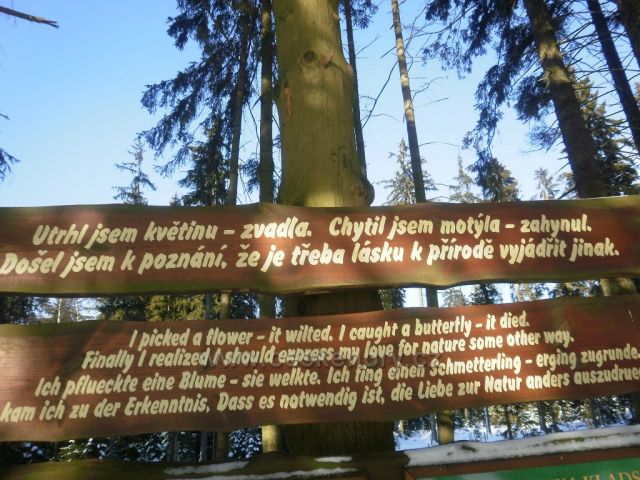 Utrhl jsem květinu - zvadla. Chytil jsem motýla - zahynul.
Došel jsem k poznání, že je třeba lásku k přírodě vyjádřit jinak.
I picked a flower - it wilted. I caught a butterfly - it died.
Finally I realized I should express my love for nature some other way.
Ich pflueckte eine Blume - sie welkte. Ich fing einen Schmetterling - erging zugrunde
kam ich zu der Erkenntnis, Dass es notwendig ist, die Liebe zur Natur anders auszudruc
KLADS